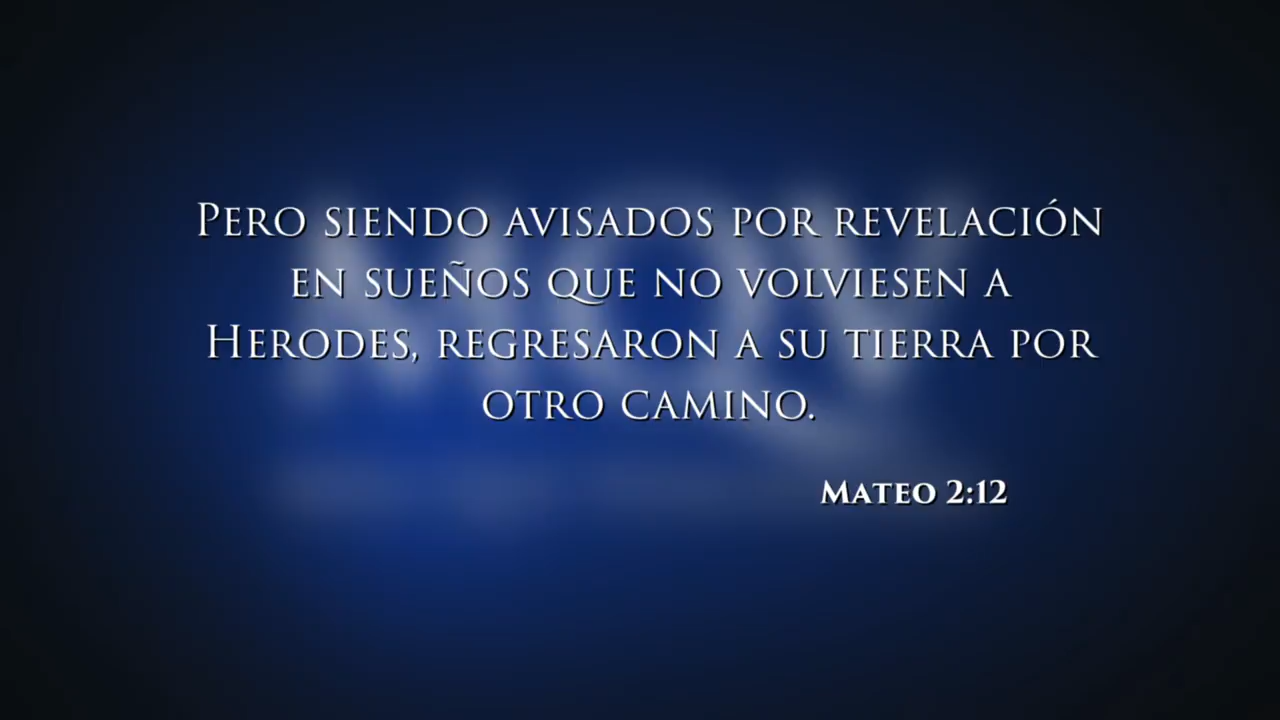 Pero siendo avisados por revelación
en sueños que no volviesen a
Herodes, regresaron a su tierra por
otro camino.
Mateo 2:12